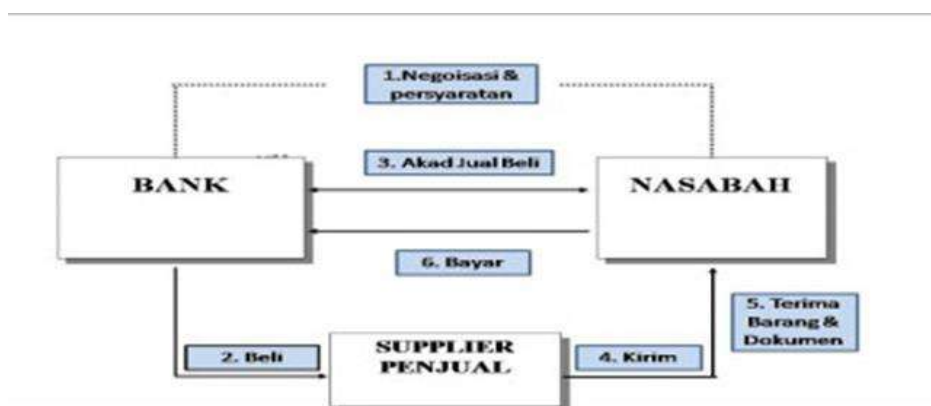 1.Negoisasi &
persyaratan
3. Akad Jual Beli
BANK
NASABAH
6. Bayar
5. Terima
Barang &
Dokumen
2. Beli
SUPPLIER
PENJUAL
4. Kirim